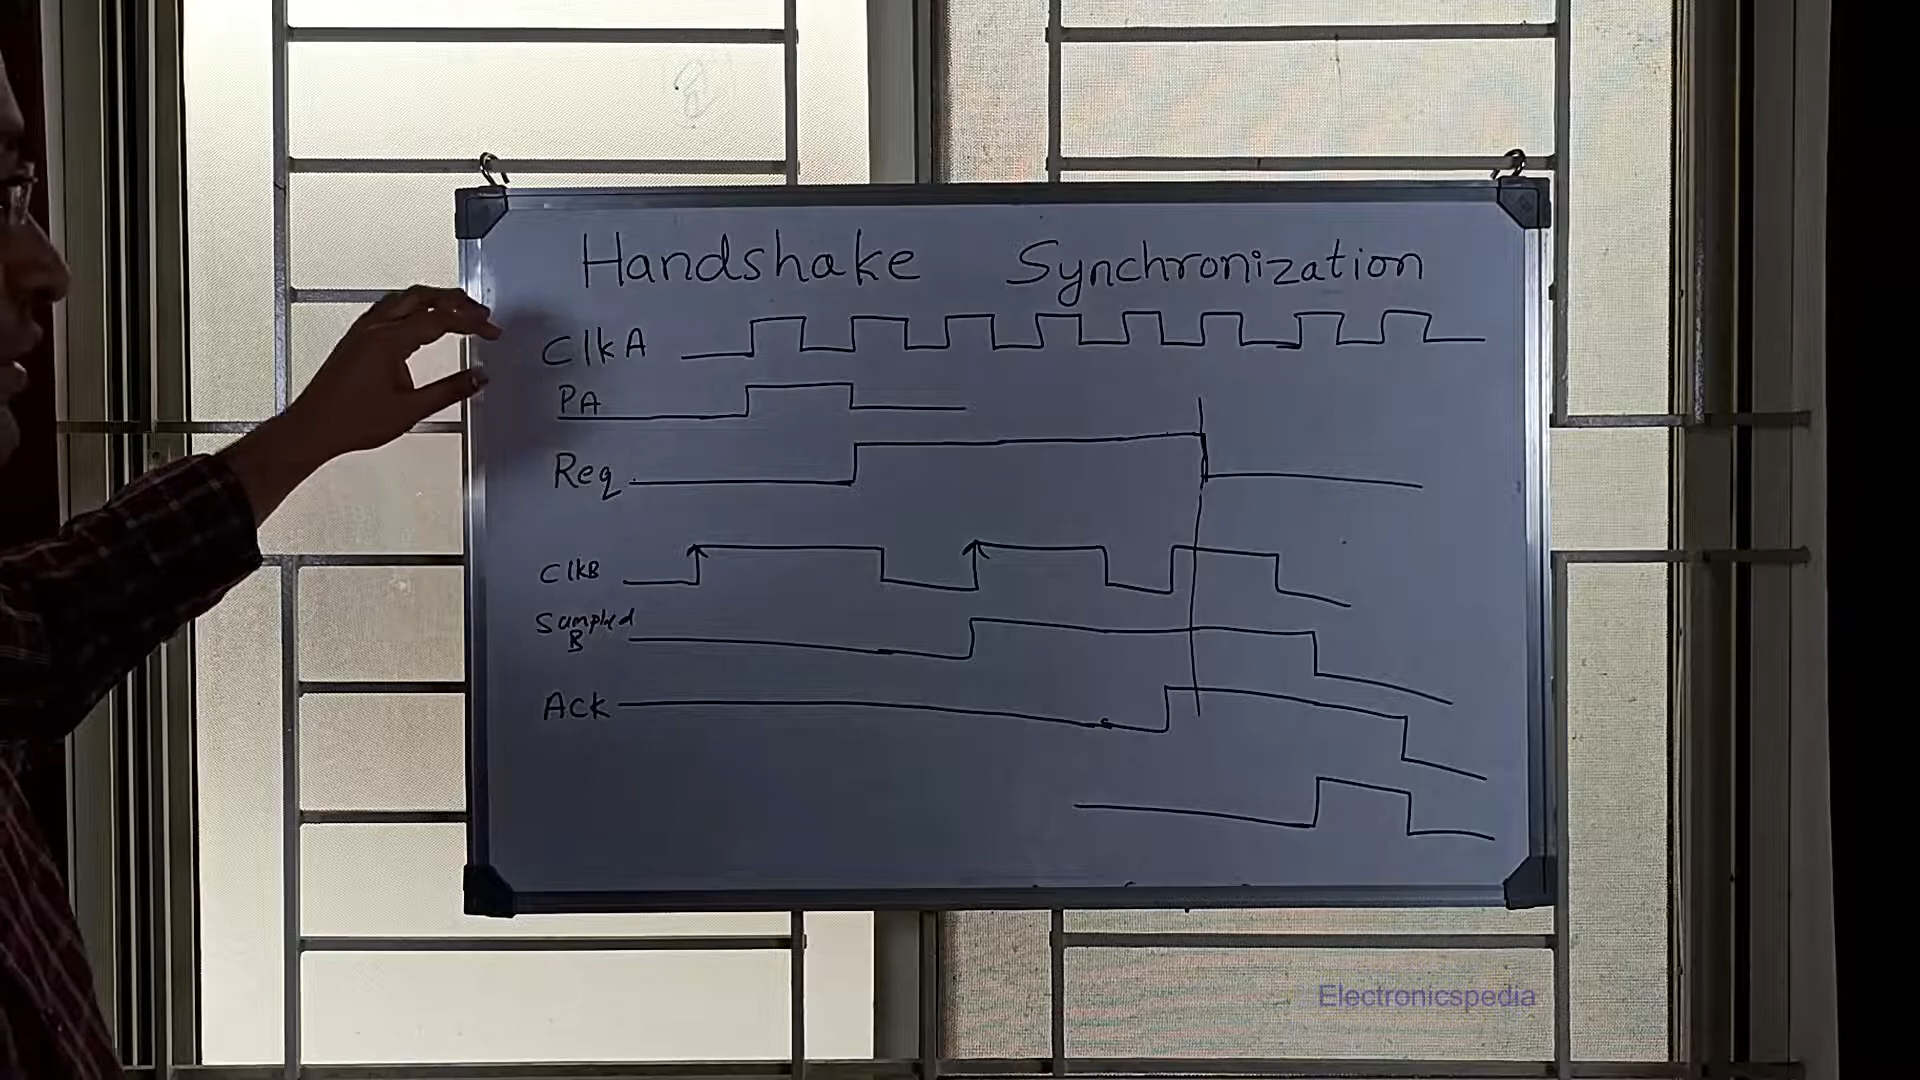 Handshake Synchronization
ClkA
PA
Req
ClkB
Sampled
B
Ack
Electronicspedia